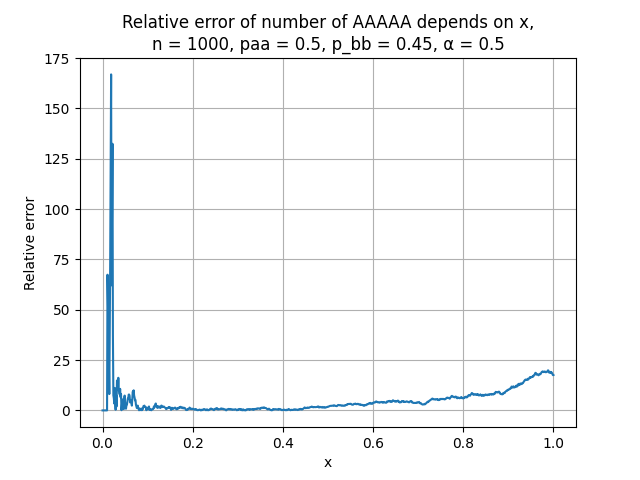 Relative error of number of AAAAA depends on x,
n = 1000, paa = 0.5, p_bb = 0.45, α = 0.5
175
150
125
75
50
25
0
Relative error
0.0 0.2 0.4 0.6 0.8 1.0
x